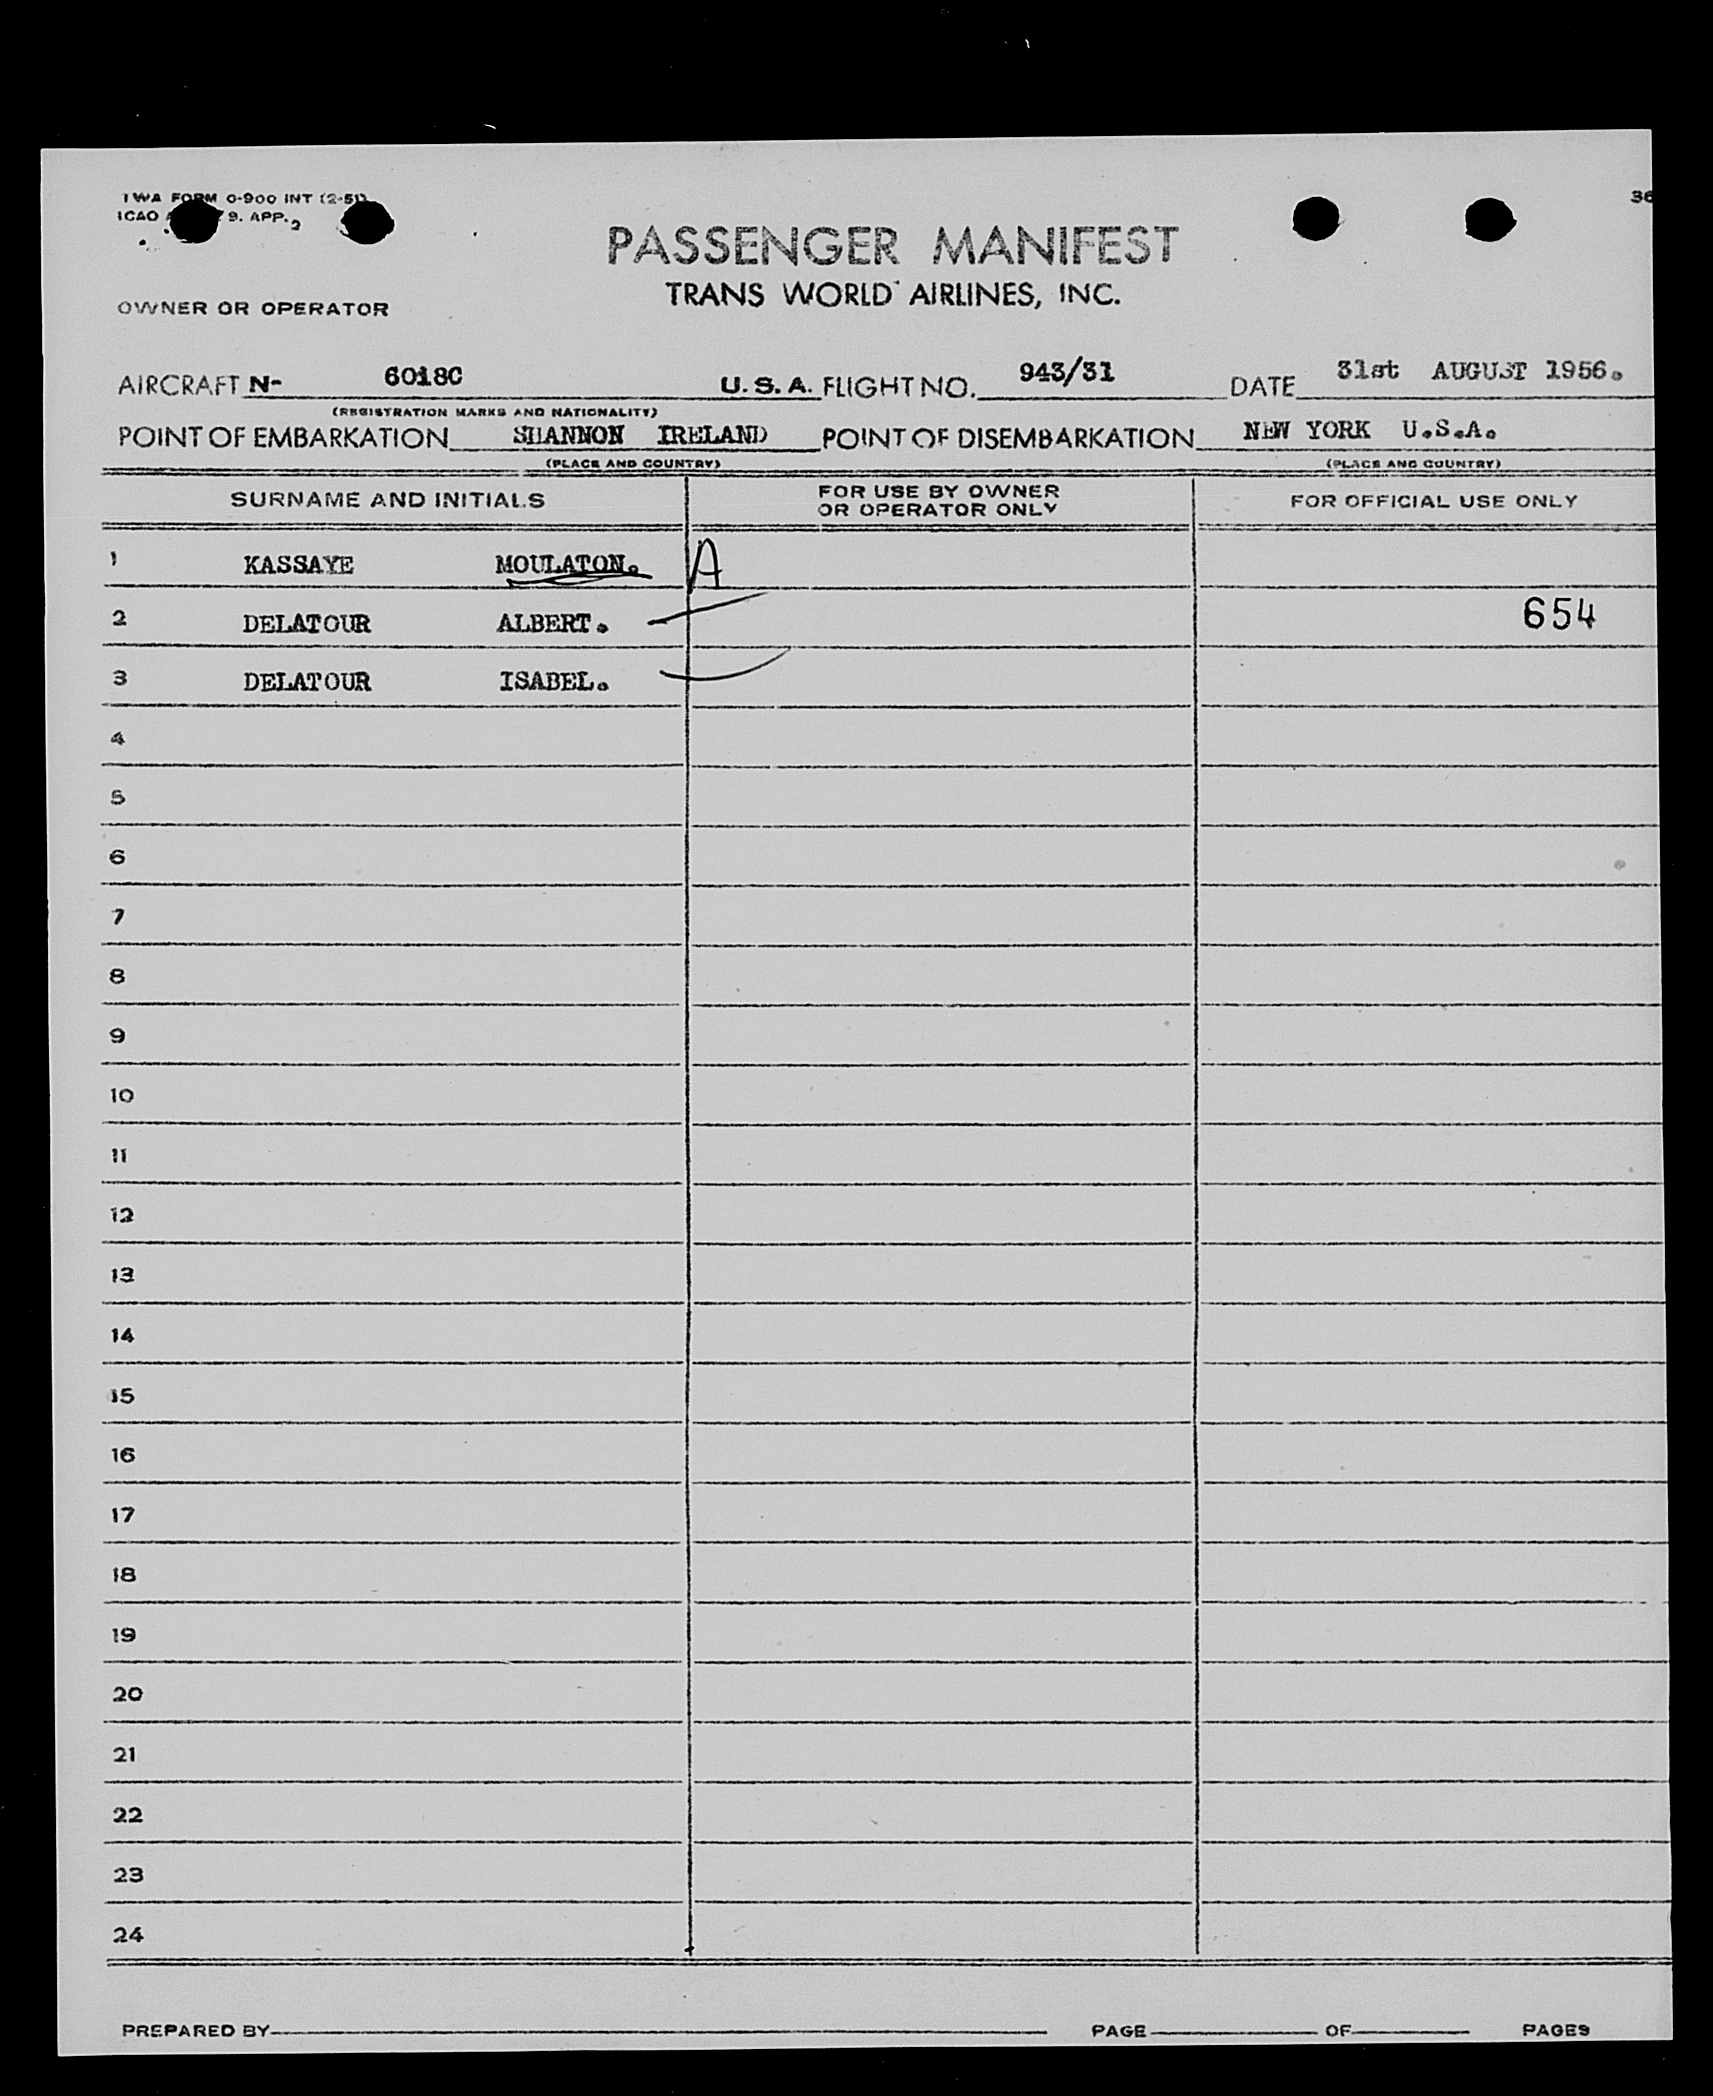 TWA FORM O-900 INT (2-51)
ICAO 9. APP. 2
36
PASSENGER MANIFEST
TRANS WORLD AIRLINES, INC.
OWNER OR OPERATOR
AIRCRAFT N- 6018C U.S.A. FLIGHT NO. 943/31 DATE 31st AUGUST 1956.
(REGISTRATION MARKS AND NATIONALITY)
POINT OF EMBARKATION SHANNON IRELAND POINT OF DISEMBARKATION NEW YORK U.S.A.
(PLACE AND COUNTRY) (PLACE AND COUNTRY)
SURNAME AND INITIALS FOR USE BY OWNER OR OPERATOR ONLY FOR OFFICIAL USE ONLY
1 KASSAYE MOULATON. A
2 DELATOUR ALBERT. 654
3 DELATOUR ISABEL.
4
5
6
7
8
9
10
11
12
13
14
15
16
17
18
19
20
21
22
23
24
PREPARED BY PAGE OF PAGES